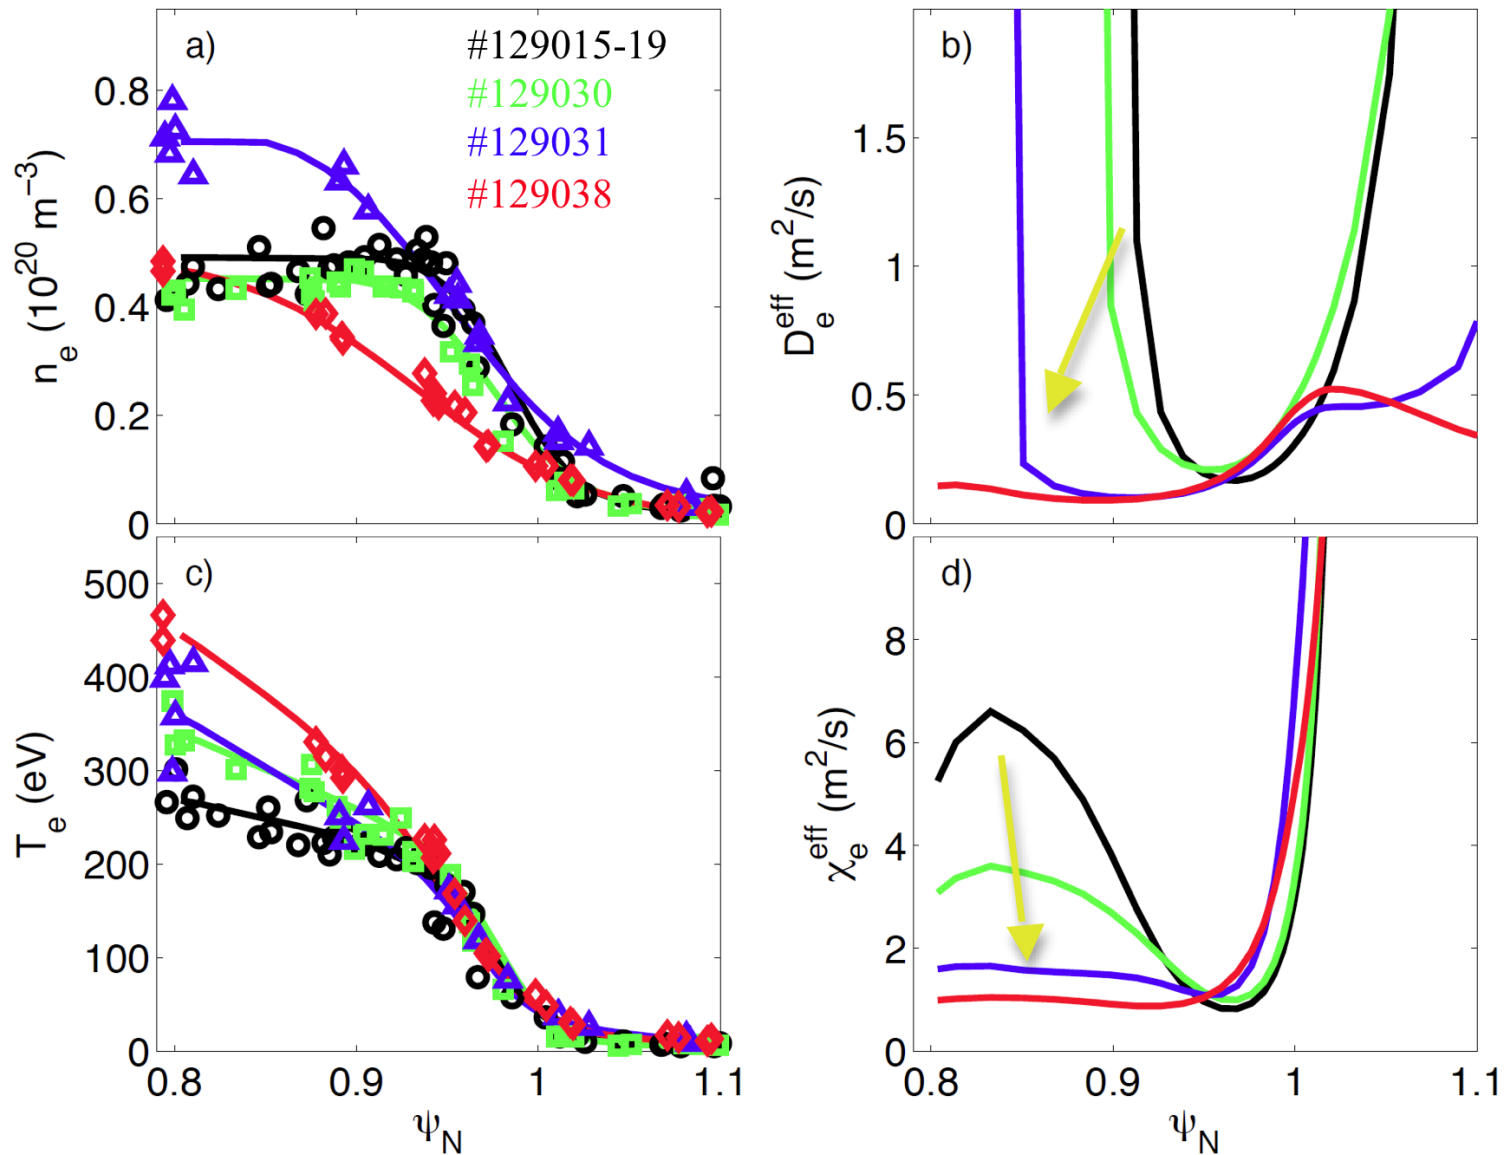 a)
#129015-19
#129030
#129031
#129038
n_e (10^20 m^−3)
0.8
0.6
0.4
0.2
0
b)
D_e^eff (m^2/s)
1.5
1
0.5
0
c)
T_e (eV)
500
400
300
200
100
0
0.8 0.9 1 1.1
ψ_N
d)
χ_e^eff (m^2/s)
8
6
4
2
0
0.8 0.9 1 1.1
ψ_N